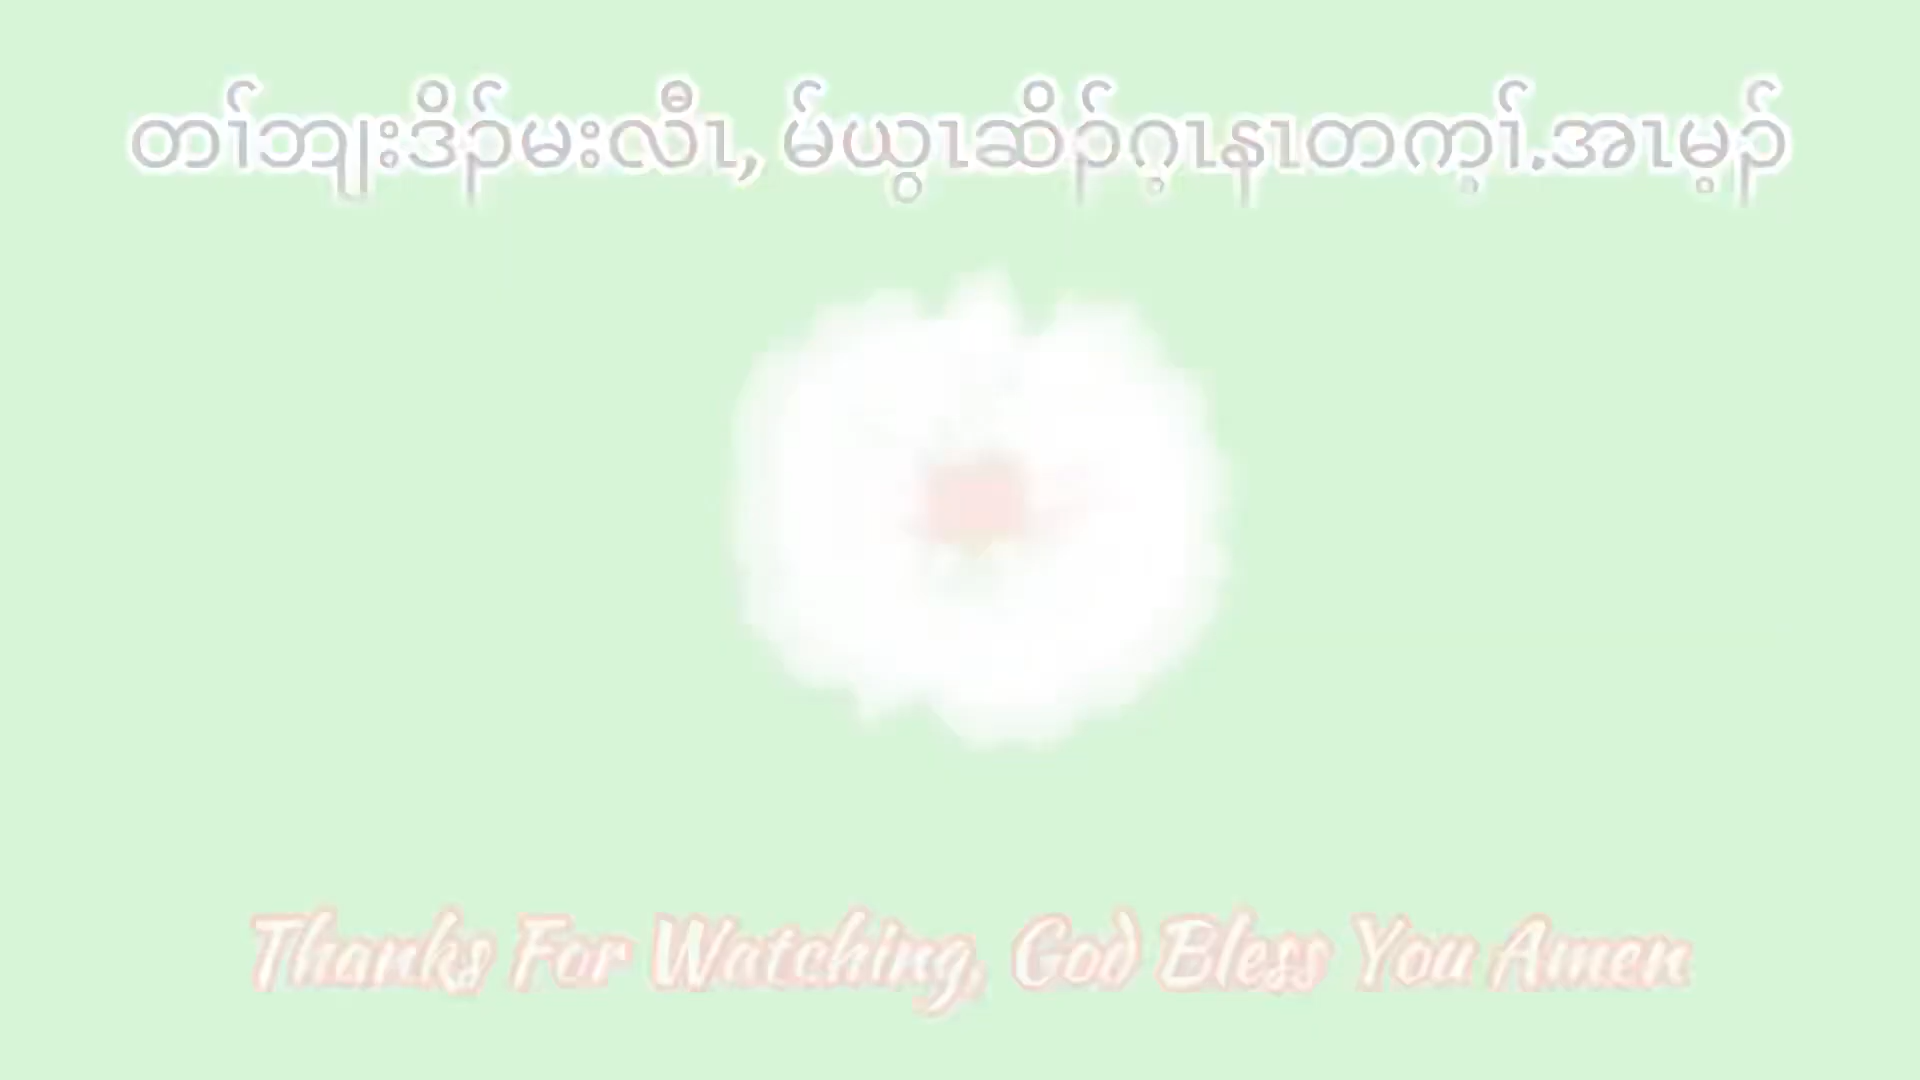 တၢ်ဘျုးဒိၣ်မးလီၤ, မ်ယွၤဆိၣ်ဂ့ၤနၤတက့ၢ်.အၤမ့ၣ်
Thanks For Watching, God Bless You Amen